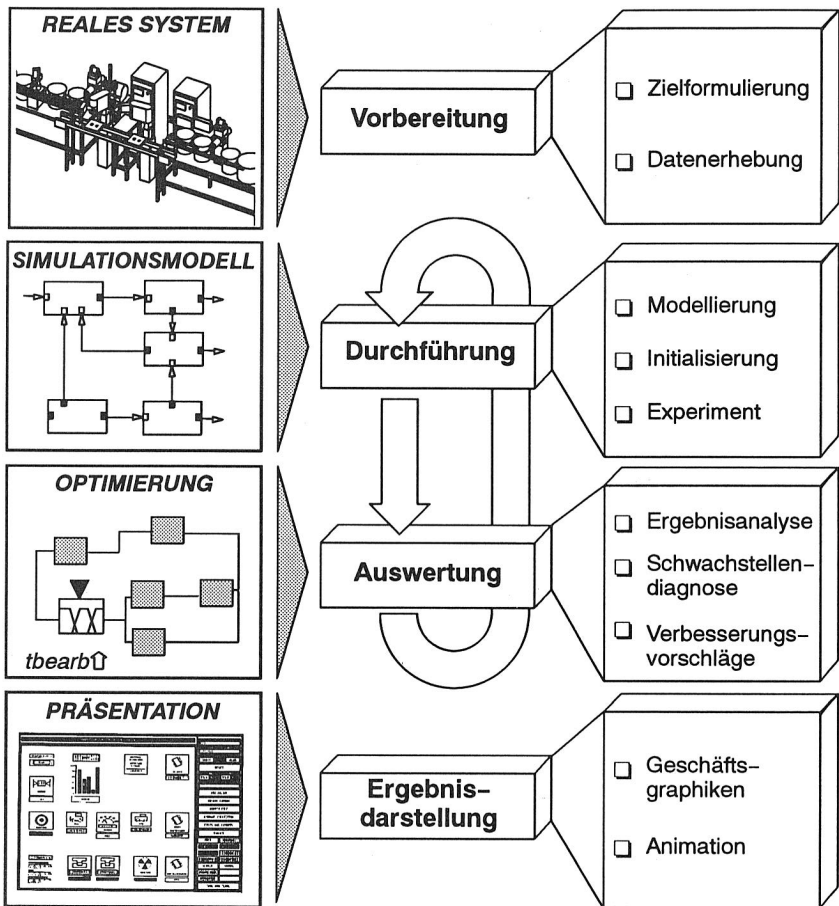 REALES SYSTEM
Vorbereitung
❑ Zielformulierung
❑ Datenerhebung
SIMULATIONSMODELL
Durchführung
❑ Modellierung
❑ Initialisierung
❑ Experiment
OPTIMIERUNG
tbearb⇧
Auswertung
❑ Ergebnisanalyse
❑ Schwachstellen-
diagnose
❑ Verbesserungs-
vorschläge
PRÄSENTATION
Ergebnis-
darstellung
❑ Geschäfts-
graphiken
❑ Animation